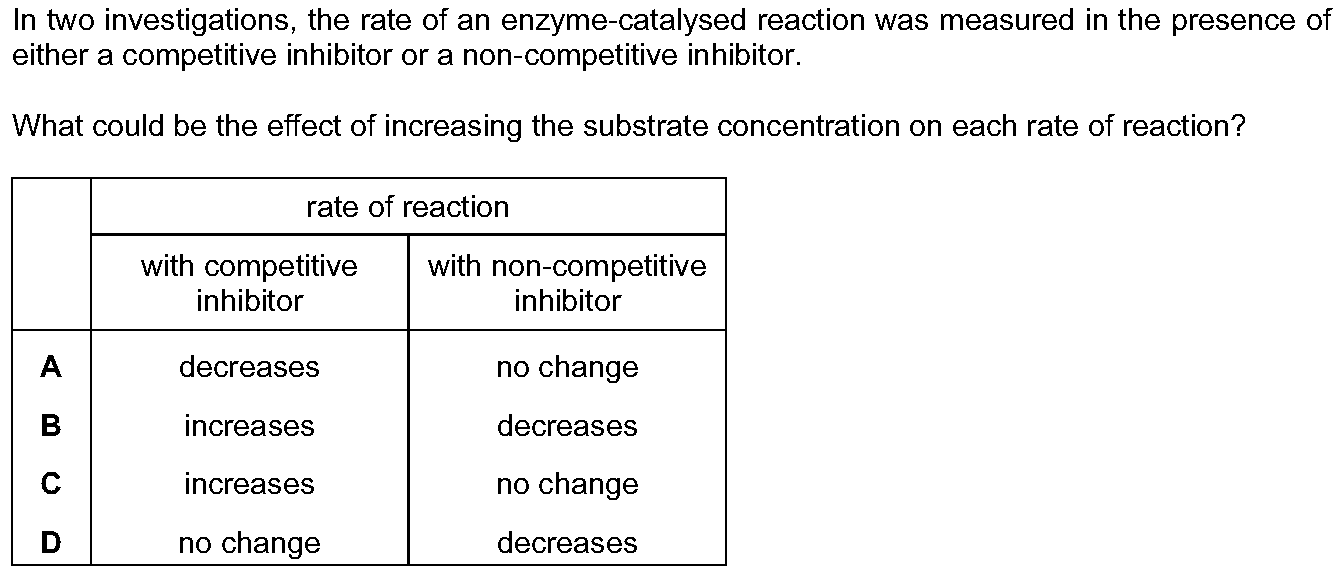 In two investigations, the rate of an enzyme-catalysed reaction was measured in the presence of
either a competitive inhibitor or a non-competitive inhibitor.
What could be the effect of increasing the substrate concentration on each rate of reaction?
rate of reaction
with competitive inhibitor
with non-competitive inhibitor
A decreases no change
B increases decreases
C increases no change
D no change decreases